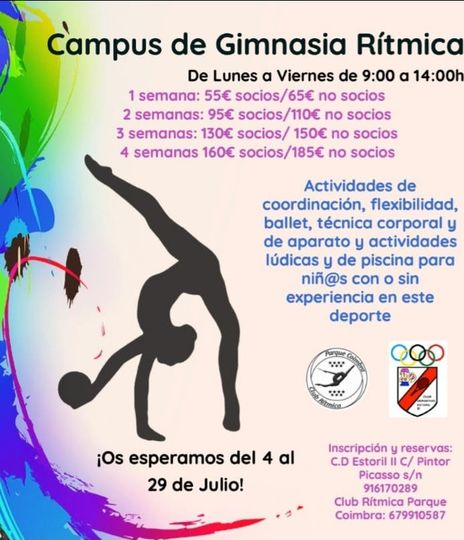 Campus de Gimnasia Rítmica
De Lunes a Viernes de 9:00 a 14:00h
1 semana: 55€ socios/65€ no socios
2 semanas: 95€ socios/110€ no socios
3 semanas: 130€ socios/ 150€ no socios
4 semanas 160€ socios/185€ no socios
Actividades de
coordinación, flexibilidad,
ballet, técnica corporal y
de aparato y actividades
lúdicas y de piscina para
niñ@s con o sin
experiencia en este
deporte
Parque Coimbra
Club Rítmica
¡Os esperamos del 4 al
29 de Julio!
Inscripción y reservas:
C.D Estoril II C/ Pintor
Picasso s/n
916170289
Club Rítmica Parque
Coimbra: 679910587